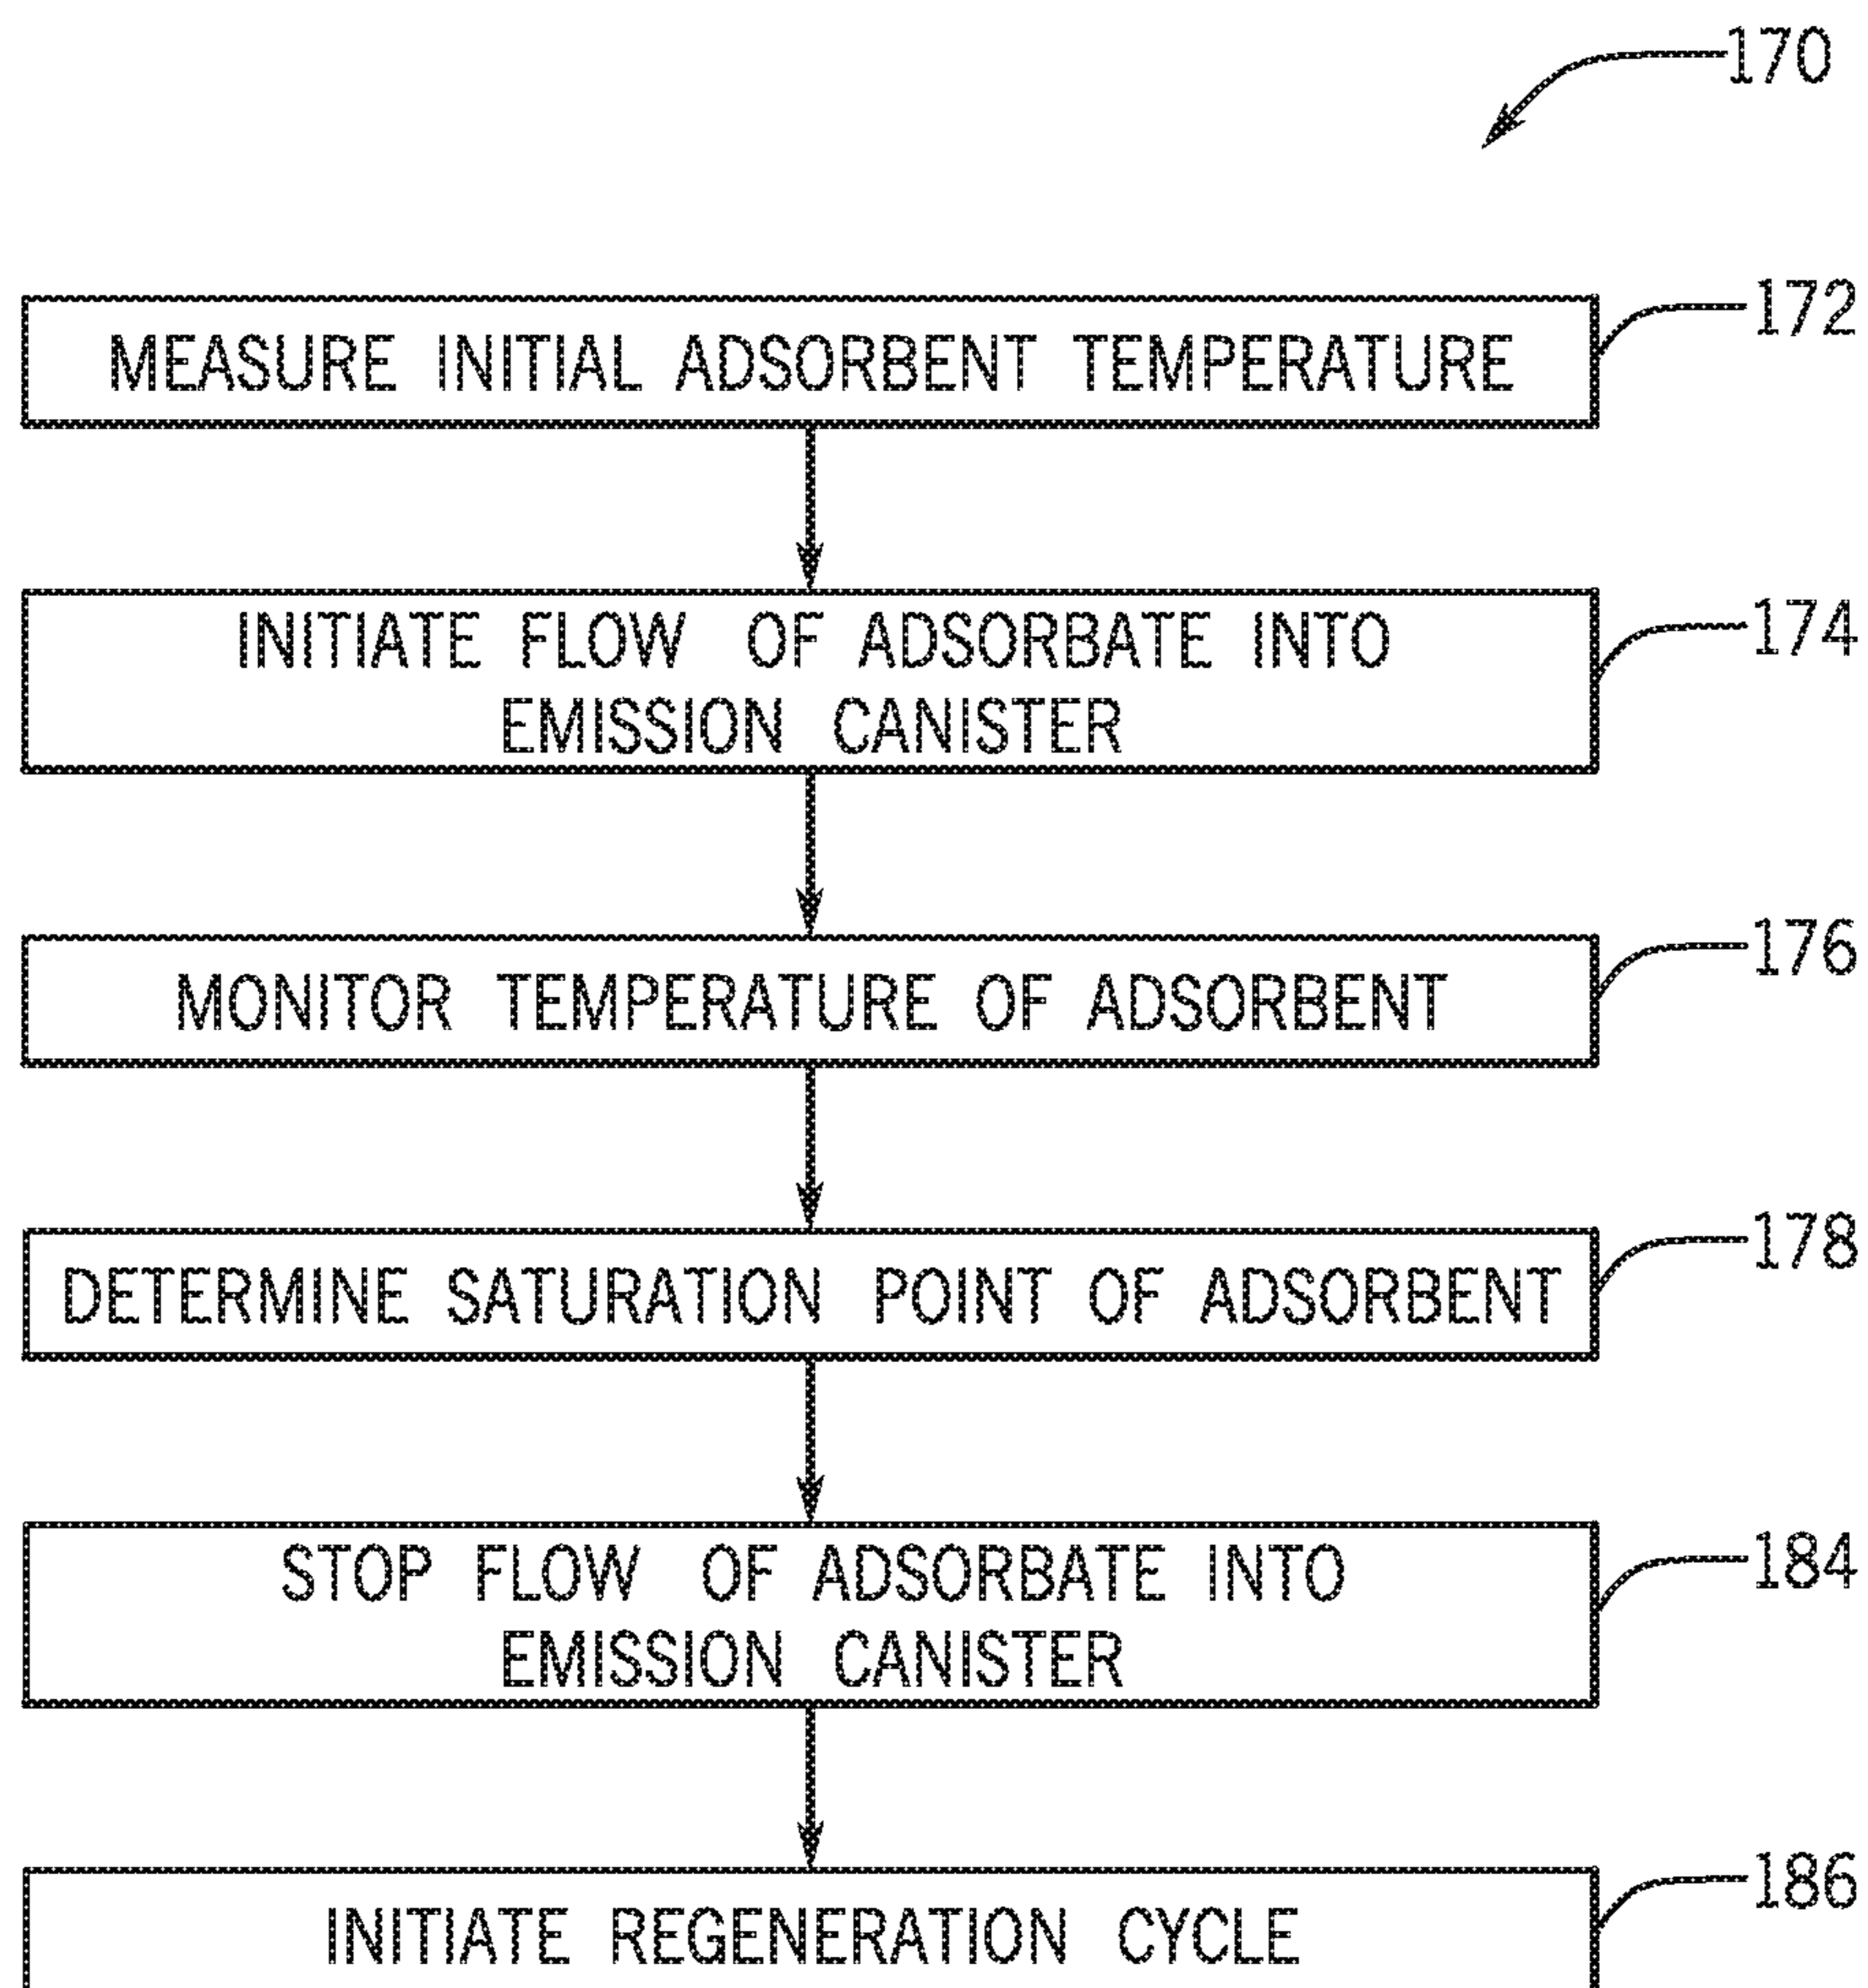 170
MEASURE INITIAL ADSORBENT TEMPERATURE
172
INITIATE FLOW OF ADSORBATE INTO
EMISSION CANISTER
174
MONITOR TEMPERATURE OF ADSORBENT
176
DETERMINE SATURATION POINT OF ADSORBENT
178
STOP FLOW OF ADSORBATE INTO
EMISSION CANISTER
184
INITIATE REGENERATION CYCLE
186